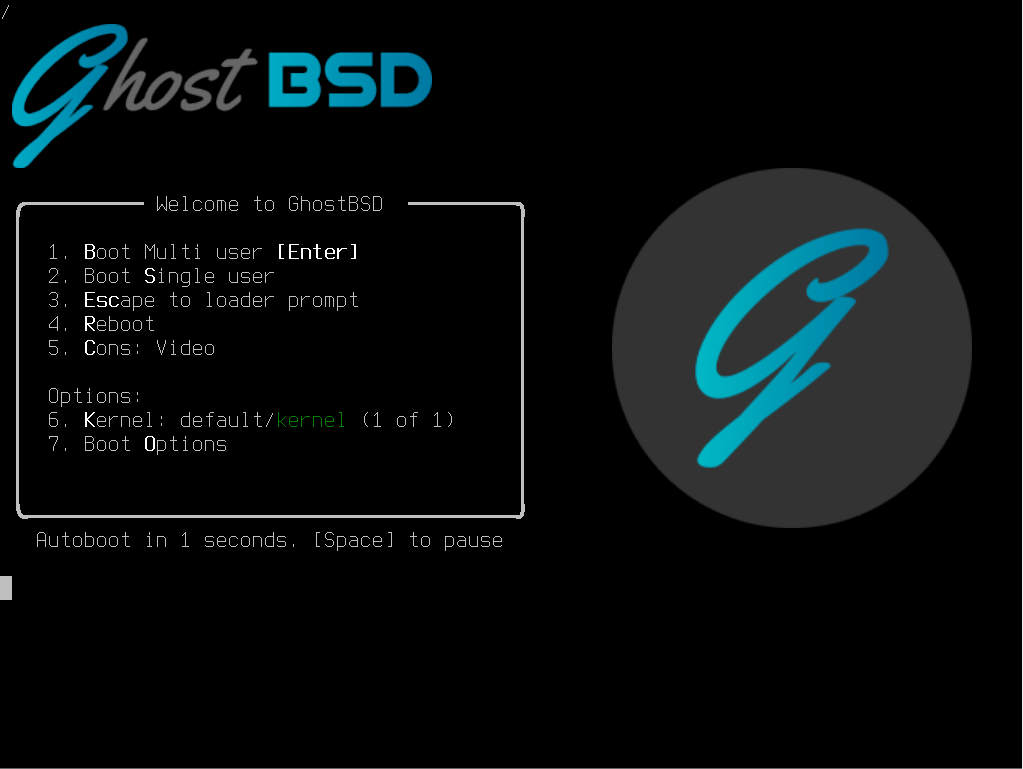 /
Ghost BSD
Welcome to GhostBSD
1. Boot Multi user [Enter]
2. Boot Single user
3. Escape to loader prompt
4. Reboot
5. Cons: Video
Options:
6. Kernel: default/kernel (1 of 1)
7. Boot Options
Autoboot in 1 seconds. [Space] to pause
G